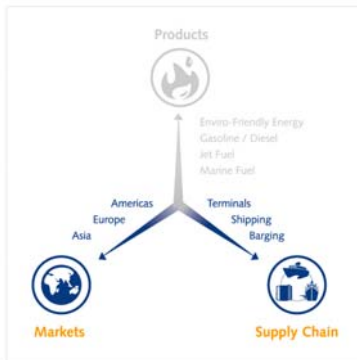 Products
Enviro-Friendly Energy
Gasoline / Diesel
Jet Fuel
Marine Fuel
Americas
Europe
Asia
Terminals
Shipping
Barging
Markets
Supply Chain